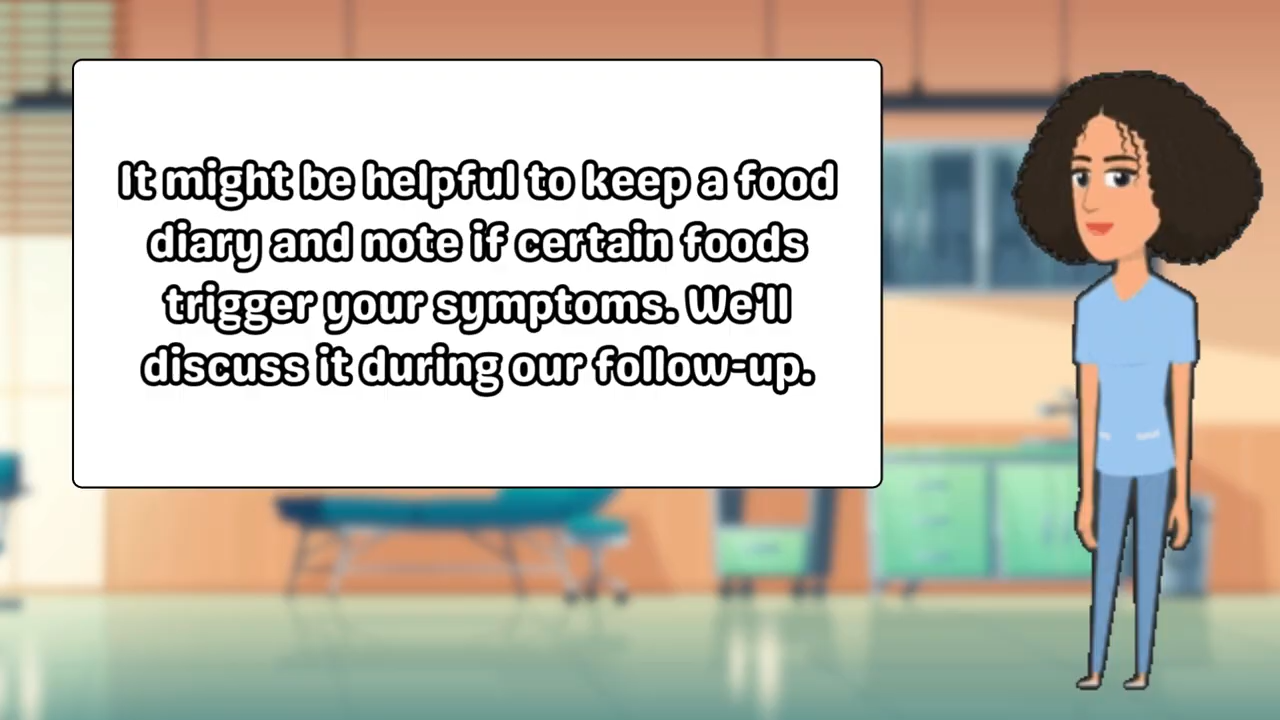 It might be helpful to keep a food
diary and note if certain foods
trigger your symptoms. We'll
discuss it during our follow-up.